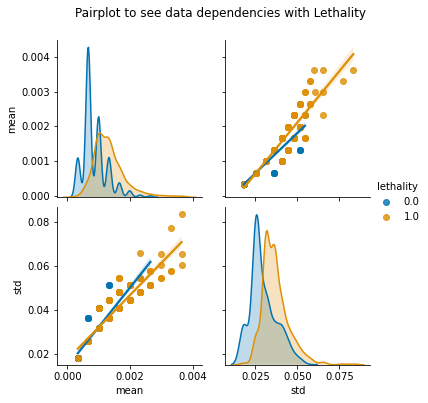 Pairplot to see data dependencies with Lethality
0.004
0.003
0.002
0.001
0.000
mean
lethality
0.0
1.0
0.08
0.06
0.04
0.02
std
0.000 0.002 0.004
mean
0.025 0.050 0.075
std